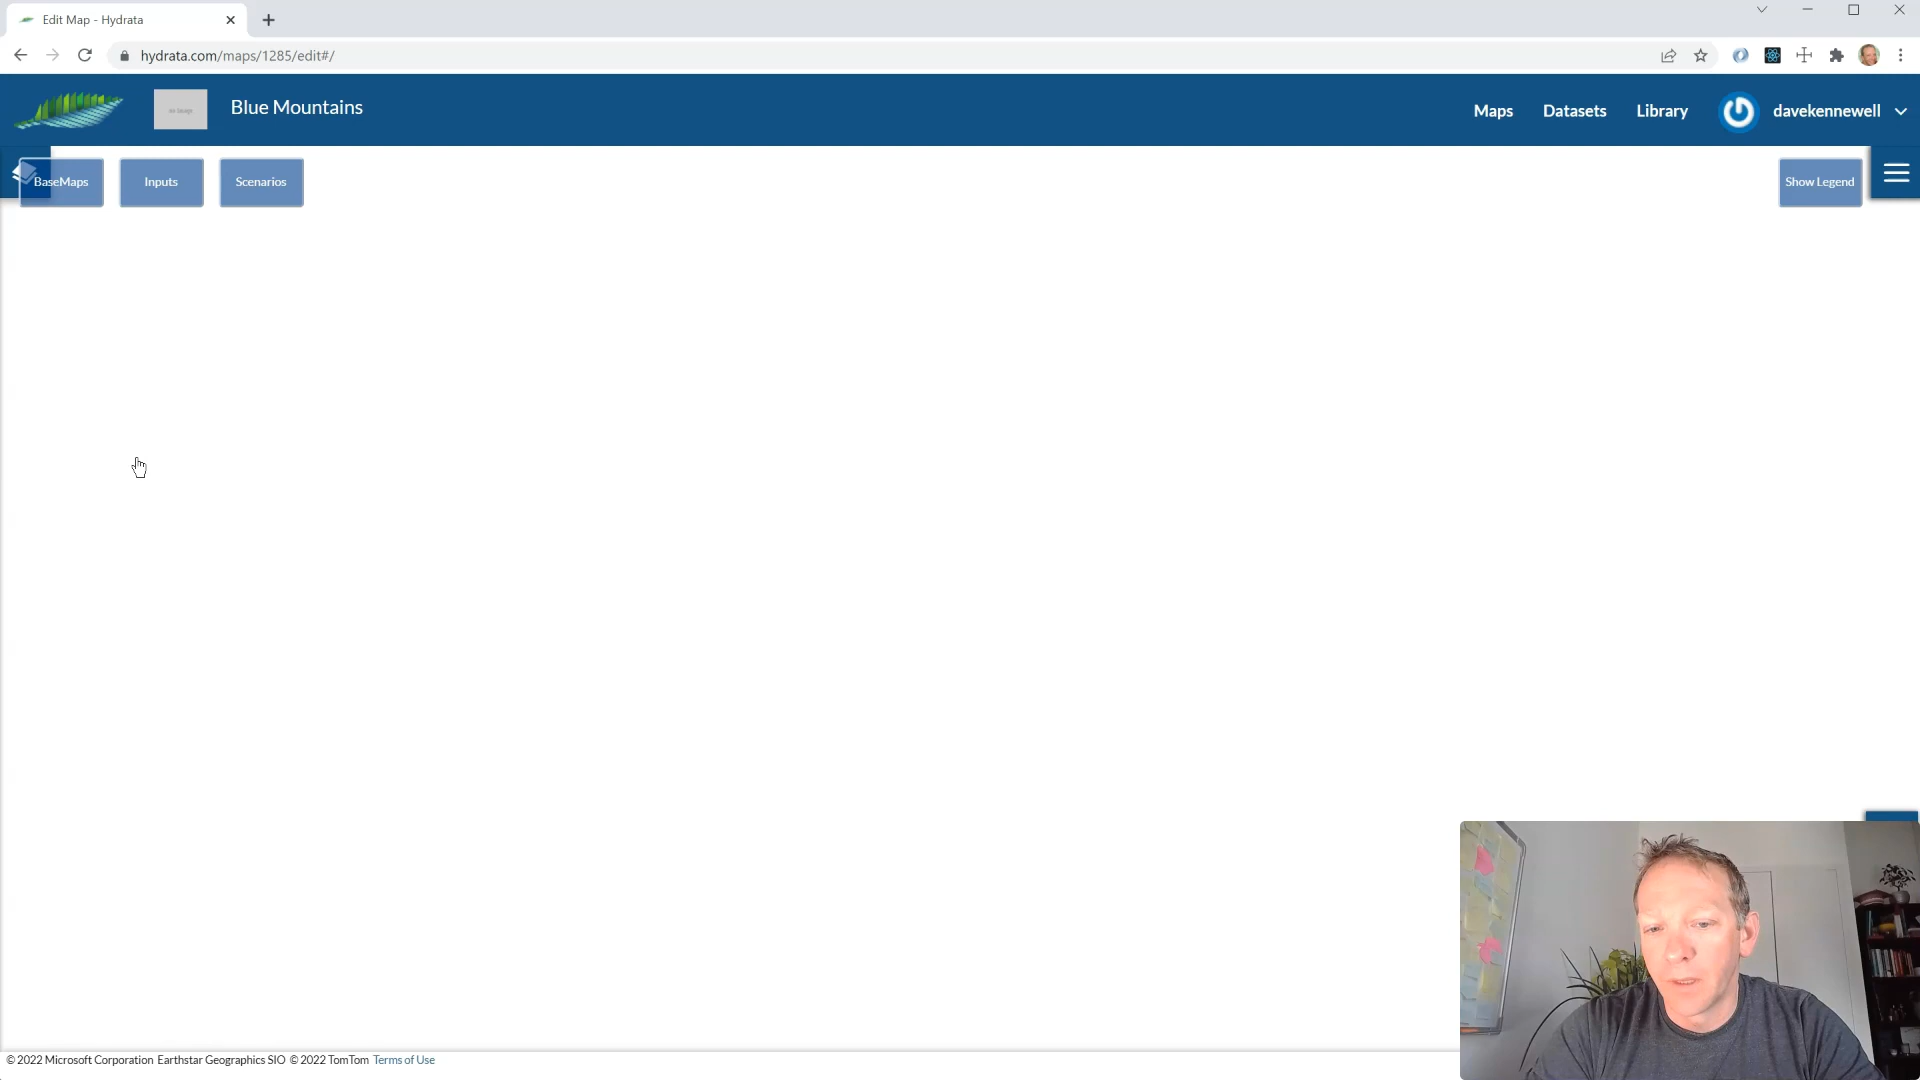 Edit Map - Hydrata
hydrata.com/maps/1285/edit#/
Blue Mountains
Maps
Datasets
Library
davekennewell
BaseMaps
Inputs
Scenarios
Show Legend
© 2022 Microsoft Corporation Earthstar Geographics SIO © 2022 TomTom Terms of Use